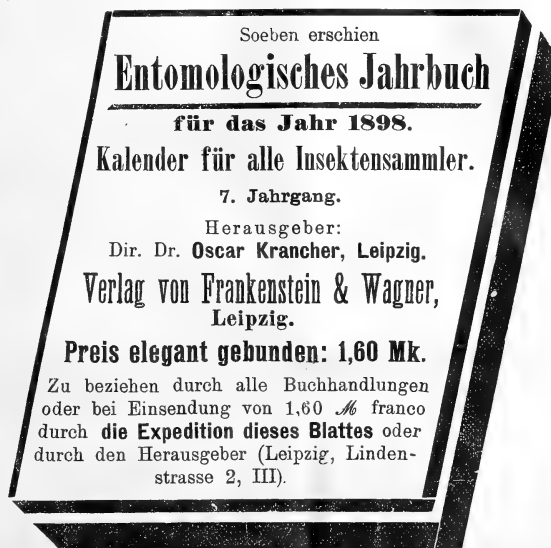 Soeben erschien
Entomologisches Jahrbuch
für das Jahr 1898.
Kalender für alle Insektensammler.
7. Jahrgang.
Herausgeber:
Dir. Dr. Oscar Krancher, Leipzig.
Verlag von Frankenstein & Wagner,
Leipzig.
Preis elegant gebunden: 1,60 Mk.
Zu beziehen durch alle Buchhandlungen
oder bei Einsendung von 1,60 ℳ franco
durch die Expedition dieses Blattes oder
durch den Herausgeber (Leipzig, Linden-
strasse 2, III).